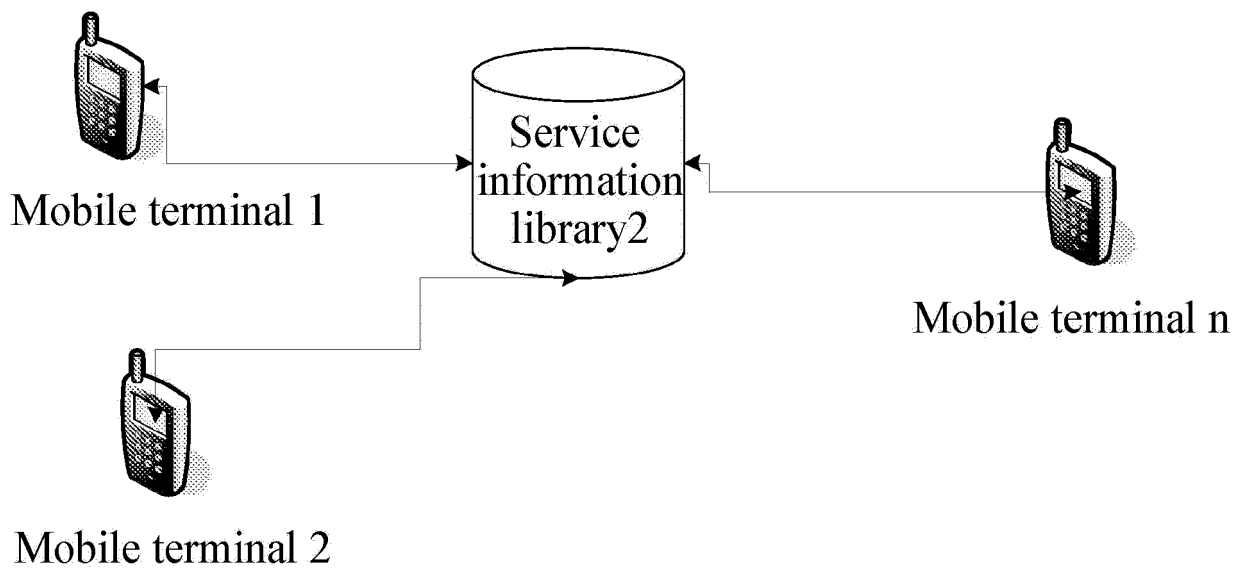 Service
information
library2
Mobile terminal 1
Mobile terminal n
Mobile terminal 2